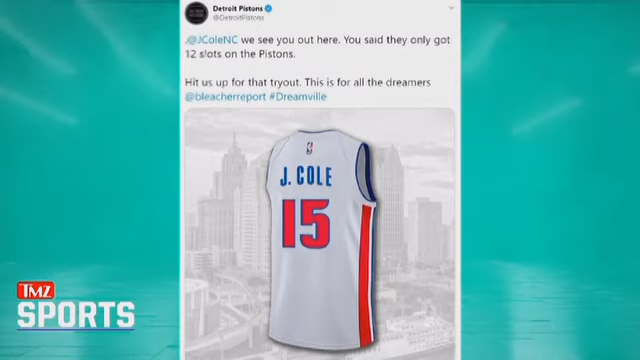 Detroit Pistons
@DetroitPistons
.@JColeNC we see you out here. You said they only got
12 slots on the Pistons.
Hit us up for that tryout. This is for all the dreamers
@bleacherreport #Dreamville
J. COLE
15
TMZ
SPORTS